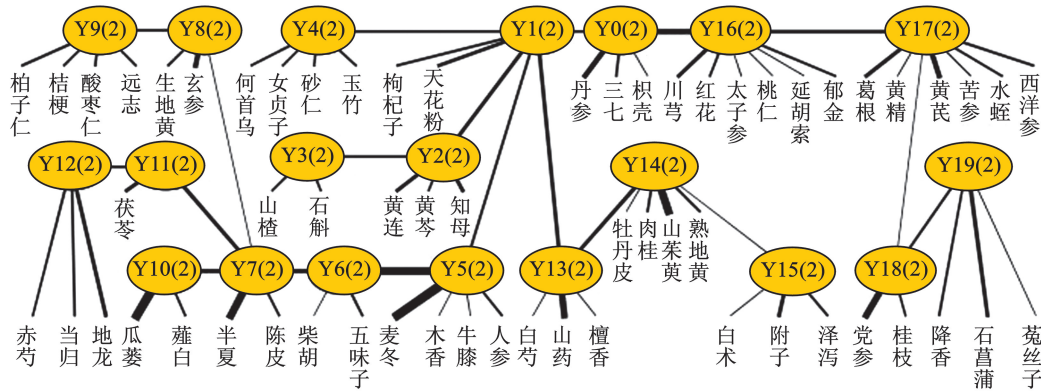 Y9(2) Y8(2) Y4(2) Y1(2) Y0(2) Y16(2) Y17(2)
柏子仁 桔梗 酸枣仁 远志 生地黄 玄参 何首乌 女贞子 砂仁 玉竹 枸杞子 天花粉 丹参 三七 枳壳 川芎 红花 太子参 桃仁 延胡索 郁金 葛根 黄精 黄芪 苦参 水蛭 西洋参
Y12(2) Y11(2) Y3(2) Y2(2) Y14(2) Y19(2)
茯苓 山楂 石斛 黄连 黄芩 知母 牡丹皮 肉桂 山茱萸 熟地黄
Y10(2) Y7(2) Y6(2) Y5(2) Y13(2) Y15(2) Y18(2)
赤芍 当归 地龙 瓜蒌 薤白 半夏 陈皮 柴胡 五味子 麦冬 木香 牛膝 人参 白芍 山药 檀香 白术 附子 泽泻 党参 桂枝 降香 石菖蒲 菟丝子